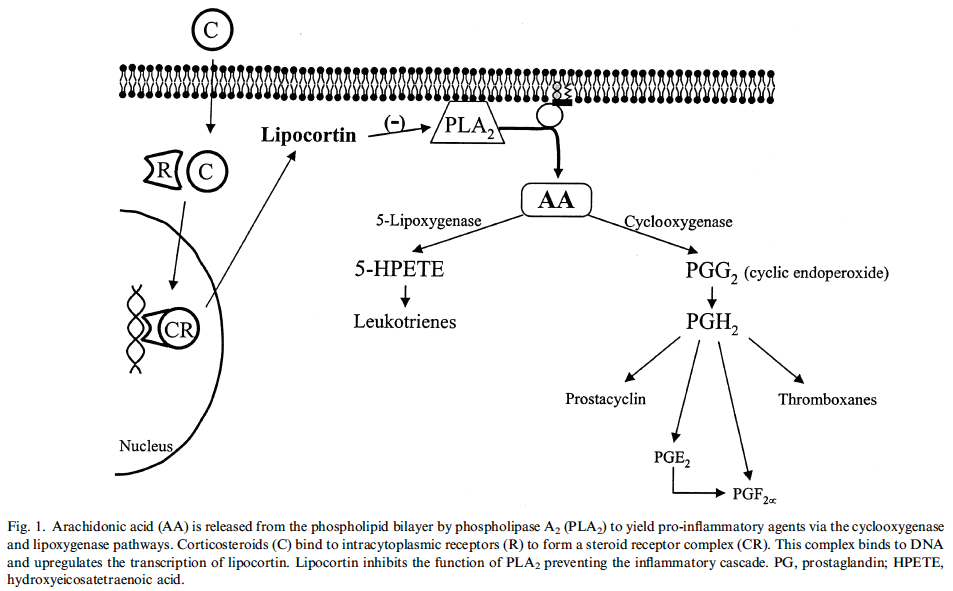 C
Lipocortin
(-)
PLA₂
R C
AA
5-Lipoxygenase
Cyclooxygenase
5-HPETE
PGG₂ (cyclic endoperoxide)
Leukotrienes
PGH₂
CR
Prostacyclin
Thromboxanes
Nucleus
PGE₂
PGF₂∝
Fig. 1. Arachidonic acid (AA) is released from the phospholipid bilayer by phospholipase A₂ (PLA₂) to yield pro-inflammatory agents via the cyclooxygenase
and lipoxygenase pathways. Corticosteroids (C) bind to intracytoplasmic receptors (R) to form a steroid receptor complex (CR). This complex binds to DNA
and upregulates the transcription of lipocortin. Lipocortin inhibits the function of PLA₂ preventing the inflammatory cascade. PG, prostaglandin; HPETE,
hydroxyeicosatetraenoic acid.